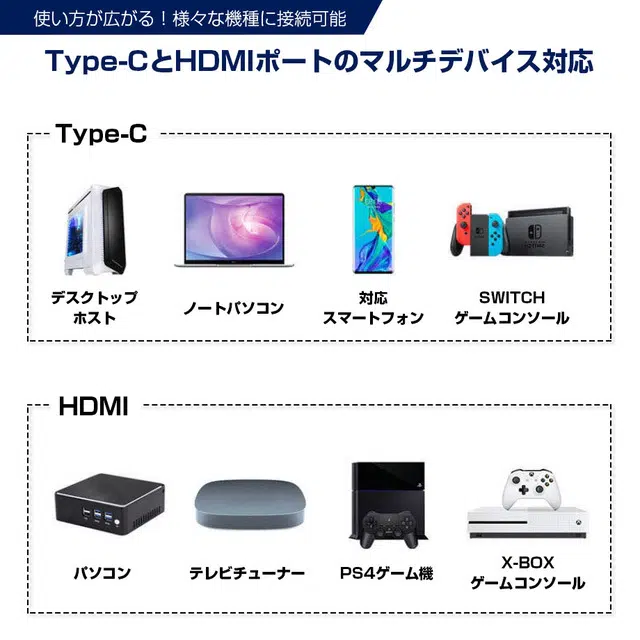 使い方が広がる！様々な機種に接続可能
Type-CとHDMIポートのマルチデバイス対応
Type-C
デスクトップ
ホスト
ノートパソコン
対応
スマートフォン
SWITCH
ゲームコンソール
HDMI
パソコン
テレビチューナー
PS4ゲーム機
X-BOX
ゲームコンソール